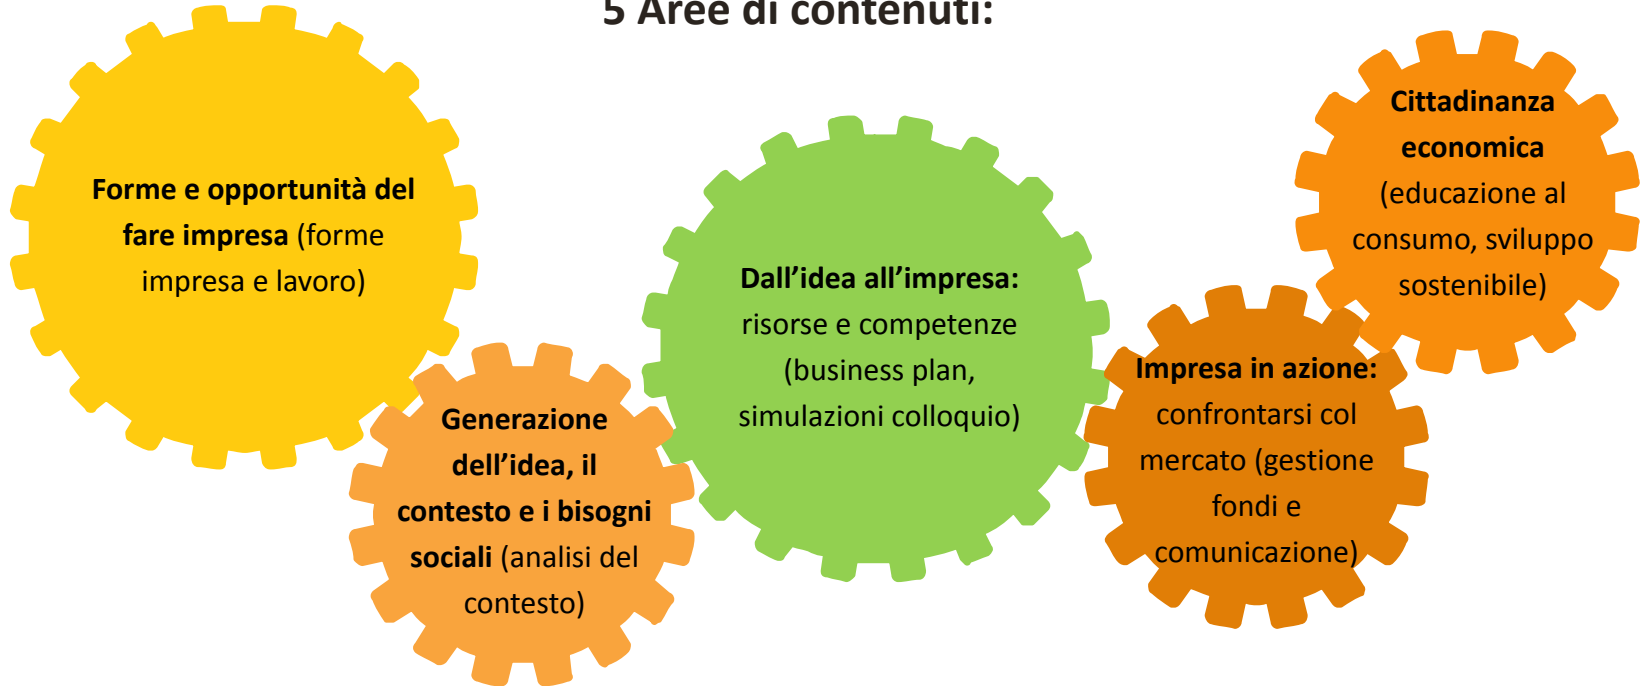 5 Aree di contenuti:
Forme e opportunità del
fare impresa (forme
impresa e lavoro)
Generazione
dell'idea, il
contesto e i bisogni
sociali (analisi del
contesto)
Dall'idea all'impresa:
risorse e competenze
(business plan,
simulazioni colloquio)
Impresa in azione:
confrontarsi col
mercato (gestione
fondi e
comunicazione)
Cittadinanza
economica
(educazione al
consumo, sviluppo
sostenibile)